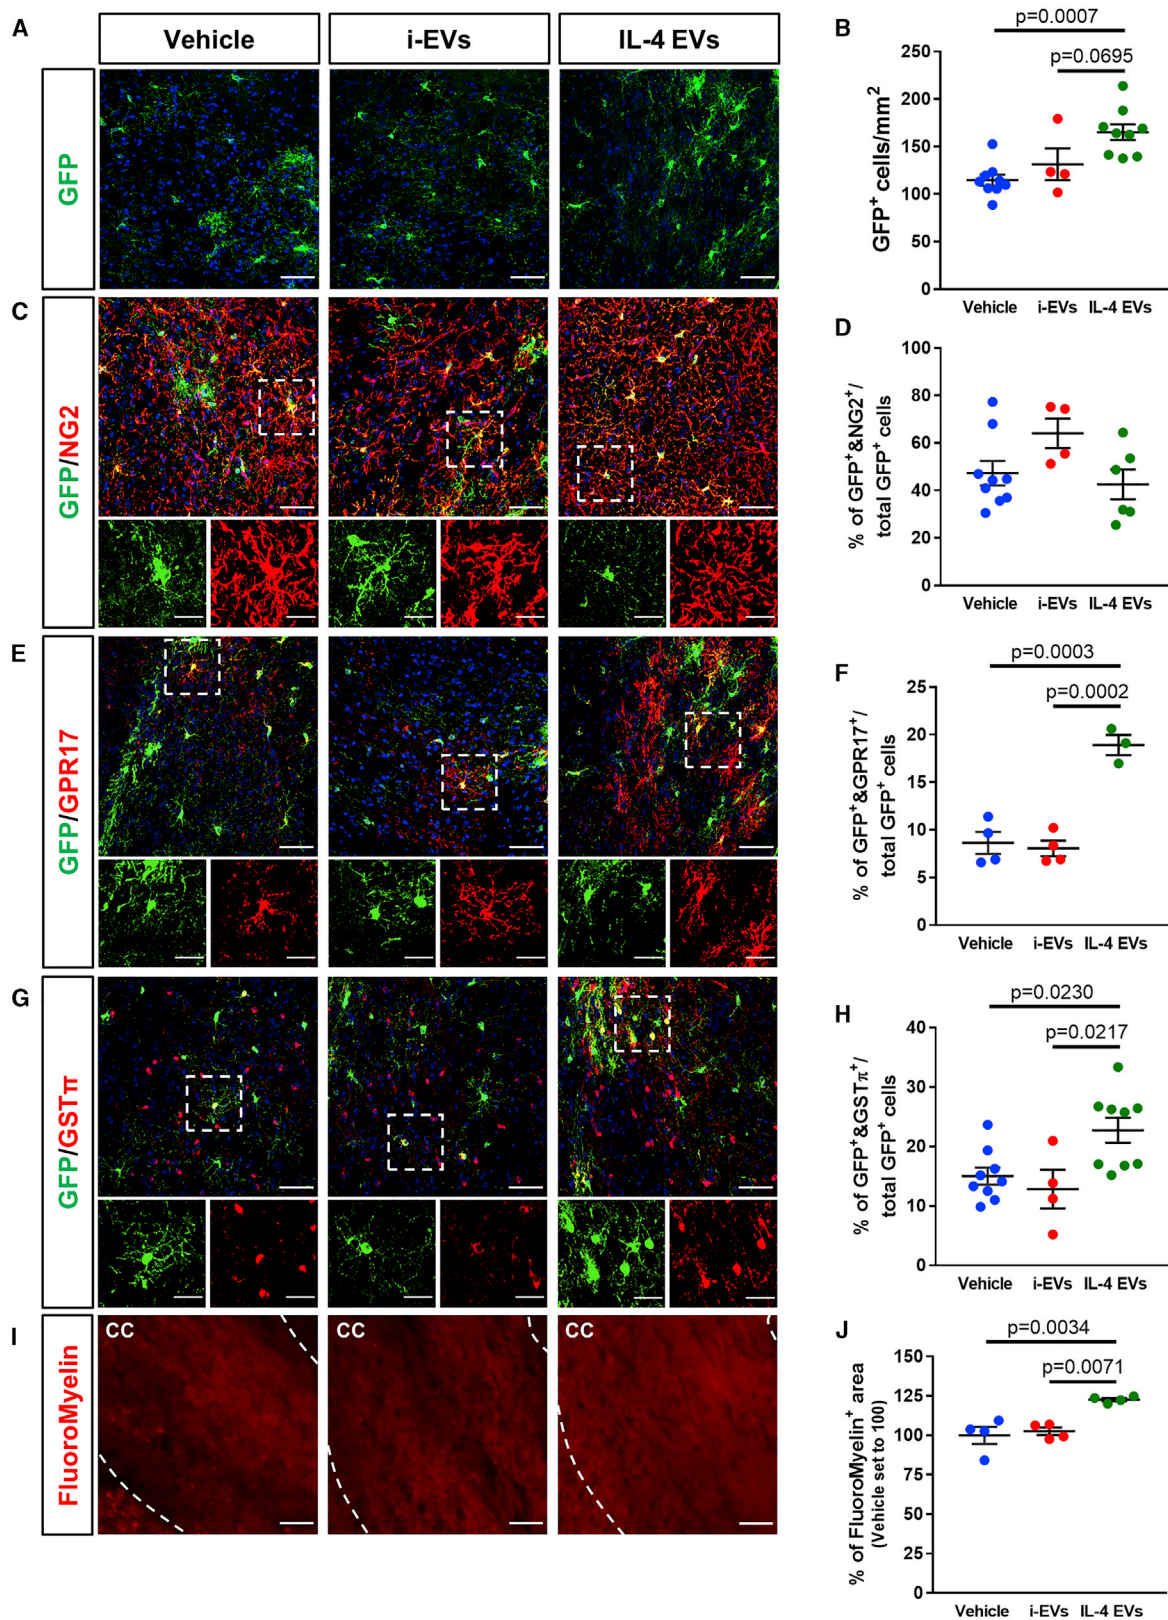 A
Vehicle
i-EVs
IL-4 EVs
GFP
B
p=0.0007
p=0.0695
GFP⁺ cells/mm²
250
200
150
100
50
0
Vehicle i-EVs IL-4 EVs
C
GFP/NG2
D
% of GFP⁺&NG2⁺/
total GFP⁺ cells
100
80
60
40
20
0
Vehicle i-EVs IL-4 EVs
E
GFP/GPR17
F
p=0.0003
p=0.0002
% of GFP⁺&GPR17⁺/
total GFP⁺ cells
25
20
15
10
5
0
Vehicle i-EVs IL-4 EVs
G
GFP/GSTπ
H
p=0.0230
p=0.0217
% of GFP⁺&GSTπ⁺/
total GFP⁺ cells
40
30
20
10
0
Vehicle i-EVs IL-4 EVs
I
FluoroMyelin
CC
CC
CC
J
p=0.0034
p=0.0071
% of FluoroMyelin⁺ area
(Vehicle set to 100)
150
125
100
75
50
25
0
Vehicle i-EVs IL-4 EVs